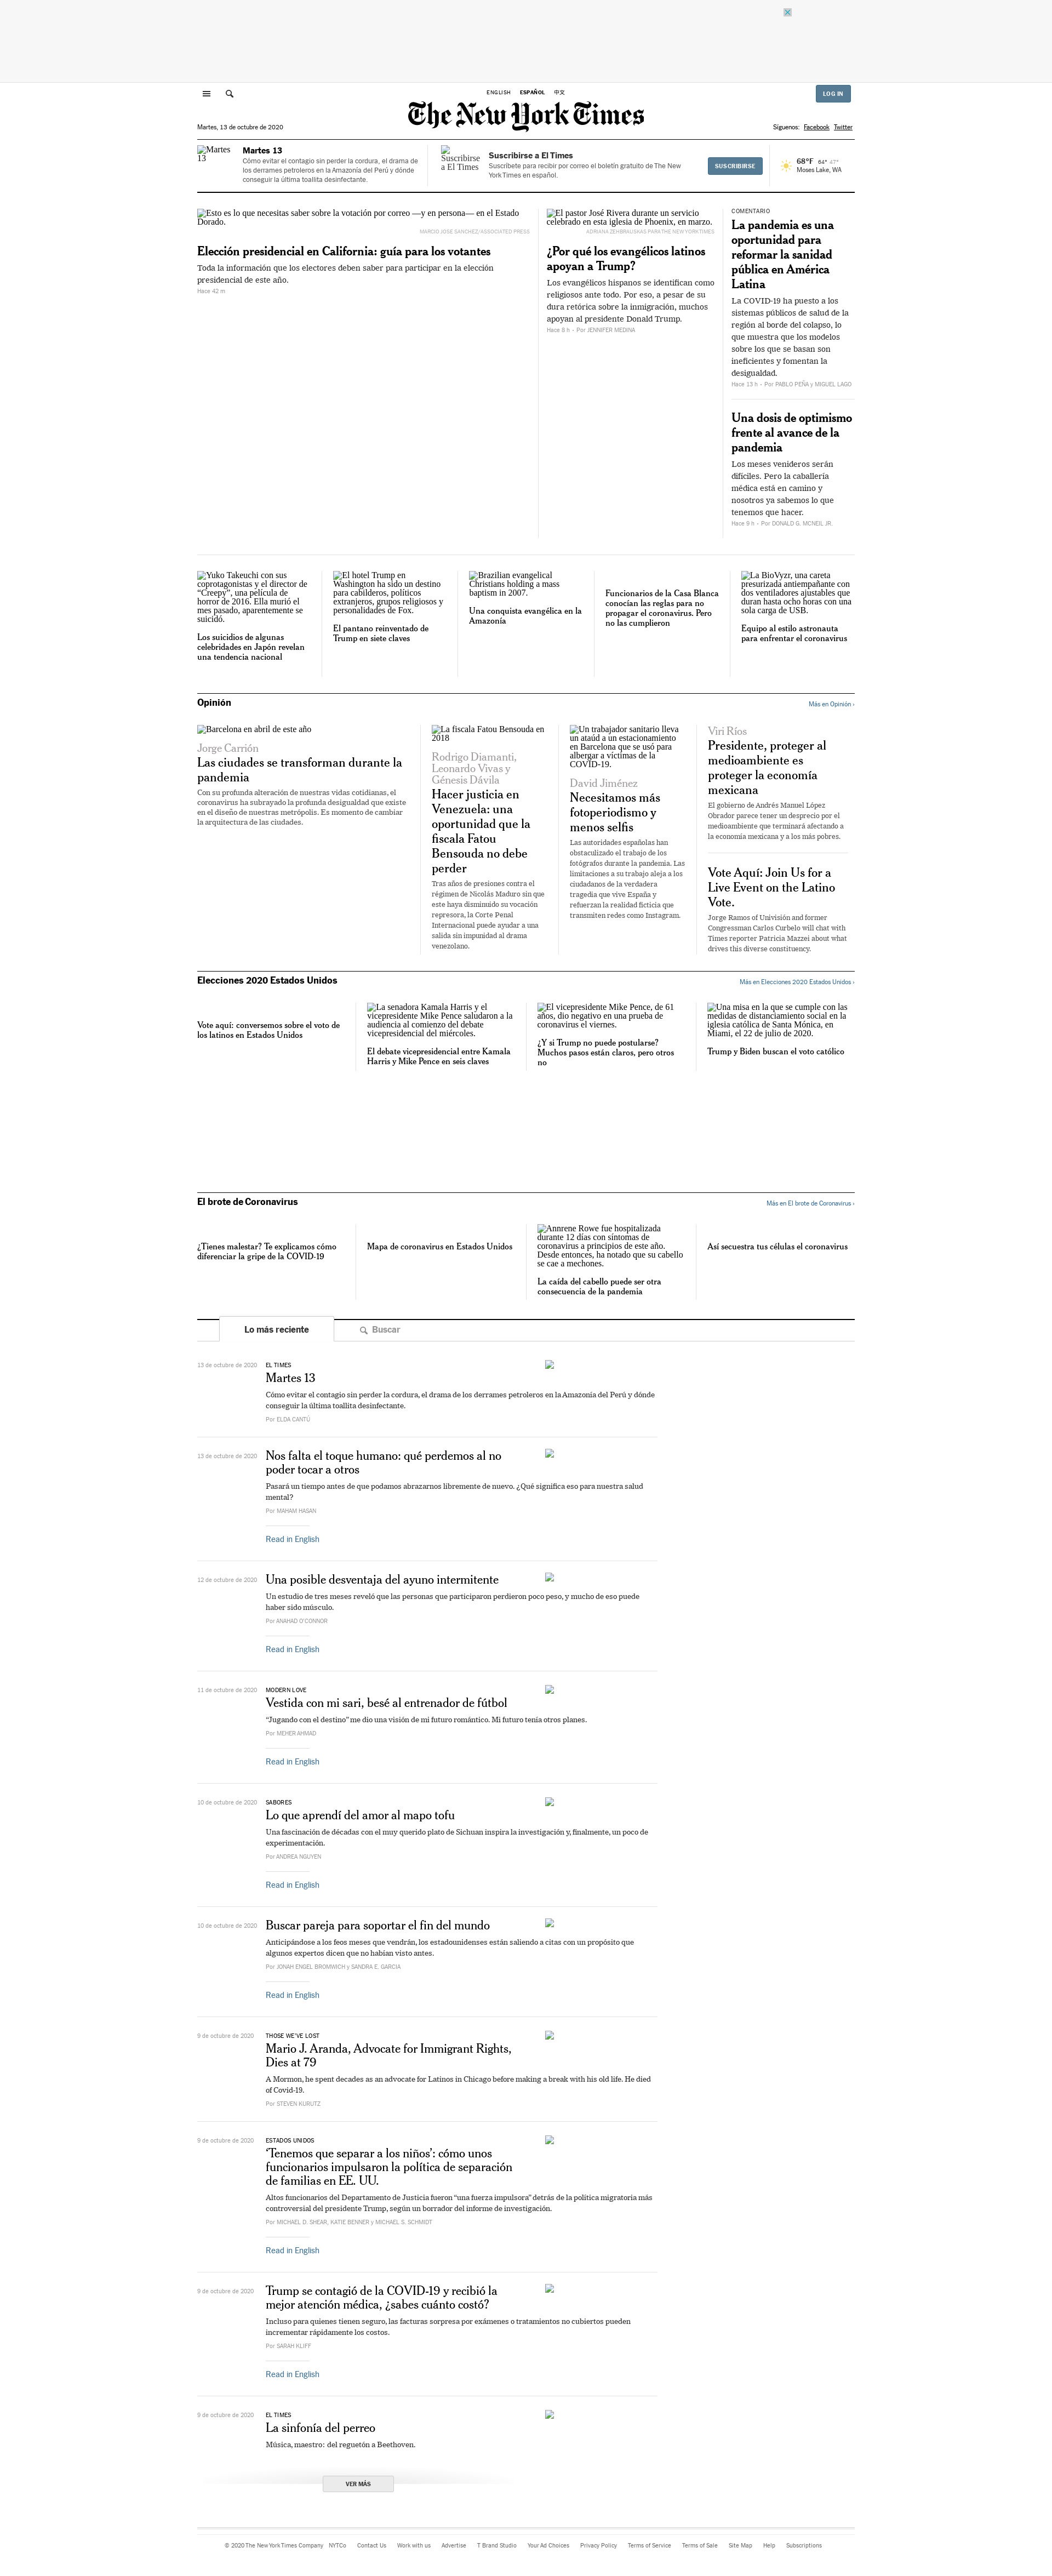 ENGLISH ESPAÑOL 中文
LOG IN
The New York Times
Martes, 13 de octubre de 2020
Síguenos: Facebook Twitter
Martes 13
Martes 13
Cómo evitar el contagio sin perder la cordura, el drama de
los derrames petroleros en la Amazonía del Perú y dónde
conseguir la última toallita desinfectante.
Suscribirse
a El Times
Suscribirse a El Times
Suscríbete para recibir por correo el boletín gratuito de The New
York Times en español.
SUSCRIBIRSE
68°F 64° 47°
Moses Lake, WA
Esto es lo que necesitas saber sobre la votación por correo —y en persona— en el Estado
Dorado.
MARCIO JOSE SANCHEZ/ASSOCIATED PRESS
Elección presidencial en California: guía para los votantes
Toda la información que los electores deben saber para participar en la elección
presidencial de este año.
Hace 42 m
El pastor José Rivera durante un servicio
celebrado en esta iglesia de Phoenix, en marzo.
ADRIANA ZEHBRAUSKAS PARA THE NEW YORK TIMES
¿Por qué los evangélicos latinos
apoyan a Trump?
Los evangélicos hispanos se identifican como
religiosos ante todo. Por eso, a pesar de su
dura retórica sobre la inmigración, muchos
apoyan al presidente Donald Trump.
Hace 8 h - Por JENNIFER MEDINA
COMENTARIO
La pandemia es una
oportunidad para
reformar la sanidad
pública en América
Latina
La COVID-19 ha puesto a los
sistemas públicos de salud de la
región al borde del colapso, lo
que muestra que los modelos
sobre los que se basan son
ineficientes y fomentan la
desigualdad.
Hace 13 h - Por PABLO PEÑA y MIGUEL LAGO
Una dosis de optimismo
frente al avance de la
pandemia
Los meses venideros serán
difíciles. Pero la caballería
médica está en camino y
nosotros ya sabemos lo que
tenemos que hacer.
Hace 9 h - Por DONALD G. MCNEIL JR.
Yuko Takeuchi con sus
coprotagonistas y el director de
“Creepy”, una película de
horror de 2016. Ella murió el
mes pasado, aparentemente se
suicidó.
Los suicidios de algunas
celebridades en Japón revelan
una tendencia nacional
El hotel Trump en
Washington ha sido un destino
para cabilderos, políticos
extranjeros, grupos religiosos y
personalidades de Fox.
El pantano reinventado de
Trump en siete claves
Brazilian evangelical
Christians holding a mass
baptism in 2007.
Una conquista evangélica en la
Amazonía
Funcionarios de la Casa Blanca
conocían las reglas para no
propagar el coronavirus. Pero
no las cumplieron
La BioVyzr, una careta
presurizada antiempañante con
dos ventiladores ajustables que
duran hasta ocho horas con una
sola carga de USB.
Equipo al estilo astronauta
para enfrentar el coronavirus
Opinión
Más en Opinión ›
Barcelona en abril de este año
Jorge Carrión
Las ciudades se transforman durante la
pandemia
Con su profunda alteración de nuestras vidas cotidianas, el
coronavirus ha subrayado la profunda desigualdad que existe
en el diseño de nuestras metrópolis. Es momento de cambiar
la arquitectura de las ciudades.
La fiscala Fatou Bensouda en
2018
Rodrigo Diamanti,
Leonardo Vivas y
Génesis Dávila
Hacer justicia en
Venezuela: una
oportunidad que la
fiscala Fatou
Bensouda no debe
perder
Tras años de presiones contra el
régimen de Nicolás Maduro sin que
este haya disminuido su vocación
represora, la Corte Penal
Internacional puede ayudar a una
salida sin impunidad al drama
venezolano.
Un trabajador sanitario lleva
un ataúd a un estacionamiento
en Barcelona que se usó para
albergar a víctimas de la
COVID-19.
David Jiménez
Necesitamos más
fotoperiodismo y
menos selfis
Las autoridades españolas han
obstaculizado el trabajo de los
fotógrafos durante la pandemia. Las
limitaciones a su trabajo aleja a los
ciudadanos de la verdadera
tragedia que vive España y
refuerzan la realidad ficticia que
transmiten redes como Instagram.
Viri Ríos
Presidente, proteger al
medioambiente es
proteger la economía
mexicana
El gobierno de Andrés Manuel López
Obrador parece tener un desprecio por el
medioambiente que terminará afectando a
la economía mexicana y a los más pobres.
Vote Aquí: Join Us for a
Live Event on the Latino
Vote.
Jorge Ramos of Univisión and former
Congressman Carlos Curbelo will chat with
Times reporter Patricia Mazzei about what
drives this diverse constituency.
Elecciones 2020 Estados Unidos
Más en Elecciones 2020 Estados Unidos ›
Vote aquí: conversemos sobre el voto de
los latinos en Estados Unidos
La senadora Kamala Harris y el
vicepresidente Mike Pence saludaron a la
audiencia al comienzo del debate
vicepresidencial del miércoles.
El debate vicepresidencial entre Kamala
Harris y Mike Pence en seis claves
El vicepresidente Mike Pence, de 61
años, dio negativo en una prueba de
coronavirus el viernes.
¿Y si Trump no puede postularse?
Muchos pasos están claros, pero otros
no
Una misa en la que se cumple con las
medidas de distanciamiento social en la
iglesia católica de Santa Mónica, en
Miami, el 22 de julio de 2020.
Trump y Biden buscan el voto católico
El brote de Coronavirus
Más en El brote de Coronavirus ›
¿Tienes malestar? Te explicamos cómo
diferenciar la gripe de la COVID-19
Mapa de coronavirus en Estados Unidos
Annrene Rowe fue hospitalizada
durante 12 días con síntomas de
coronavirus a principios de este año.
Desde entonces, ha notado que su cabello
se cae a mechones.
La caída del cabello puede ser otra
consecuencia de la pandemia
Así secuestra tus células el coronavirus
Lo más reciente
Buscar
13 de octubre de 2020
EL TIMES
Martes 13
Cómo evitar el contagio sin perder la cordura, el drama de los derrames petroleros en la Amazonía del Perú y dónde
conseguir la última toallita desinfectante.
Por ELDA CANTÚ
13 de octubre de 2020
Nos falta el toque humano: qué perdemos al no
poder tocar a otros
Pasará un tiempo antes de que podamos abrazarnos libremente de nuevo. ¿Qué significa eso para nuestra salud
mental?
Por MAHAM HASAN
Read in English
12 de octubre de 2020
Una posible desventaja del ayuno intermitente
Un estudio de tres meses reveló que las personas que participaron perdieron poco peso, y mucho de eso puede
haber sido músculo.
Por ANAHAD O'CONNOR
Read in English
11 de octubre de 2020
MODERN LOVE
Vestida con mi sari, besé al entrenador de fútbol
“Jugando con el destino” me dio una visión de mi futuro romántico. Mi futuro tenía otros planes.
Por MEHER AHMAD
Read in English
10 de octubre de 2020
SABORES
Lo que aprendí del amor al mapo tofu
Una fascinación de décadas con el muy querido plato de Sichuan inspira la investigación y, finalmente, un poco de
experimentación.
Por ANDREA NGUYEN
Read in English
10 de octubre de 2020
Buscar pareja para soportar el fin del mundo
Anticipándose a los feos meses que vendrán, los estadounidenses están saliendo a citas con un propósito que
algunos expertos dicen que no habían visto antes.
Por JONAH ENGEL BROMWICH y SANDRA E. GARCIA
Read in English
9 de octubre de 2020
THOSE WE'VE LOST
Mario J. Aranda, Advocate for Immigrant Rights,
Dies at 79
A Mormon, he spent decades as an advocate for Latinos in Chicago before making a break with his old life. He died
of Covid-19.
Por STEVEN KURUTZ
9 de octubre de 2020
ESTADOS UNIDOS
‘Tenemos que separar a los niños’: cómo unos
funcionarios impulsaron la política de separación
de familias en EE. UU.
Altos funcionarios del Departamento de Justicia fueron “una fuerza impulsora” detrás de la política migratoria más
controversial del presidente Trump, según un borrador del informe de investigación.
Por MICHAEL D. SHEAR, KATIE BENNER y MICHAEL S. SCHMIDT
Read in English
9 de octubre de 2020
Trump se contagió de la COVID-19 y recibió la
mejor atención médica, ¿sabes cuánto costó?
Incluso para quienes tienen seguro, las facturas sorpresa por exámenes o tratamientos no cubiertos pueden
incrementar rápidamente los costos.
Por SARAH KLIFF
Read in English
9 de octubre de 2020
EL TIMES
La sinfonía del perreo
Música, maestro: del reguetón a Beethoven.
VER MÁS
© 2020 The New York Times Company NYTCo Contact Us Work with us Advertise T Brand Studio Your Ad Choices Privacy Policy Terms of Service Terms of Sale Site Map Help Subscriptions